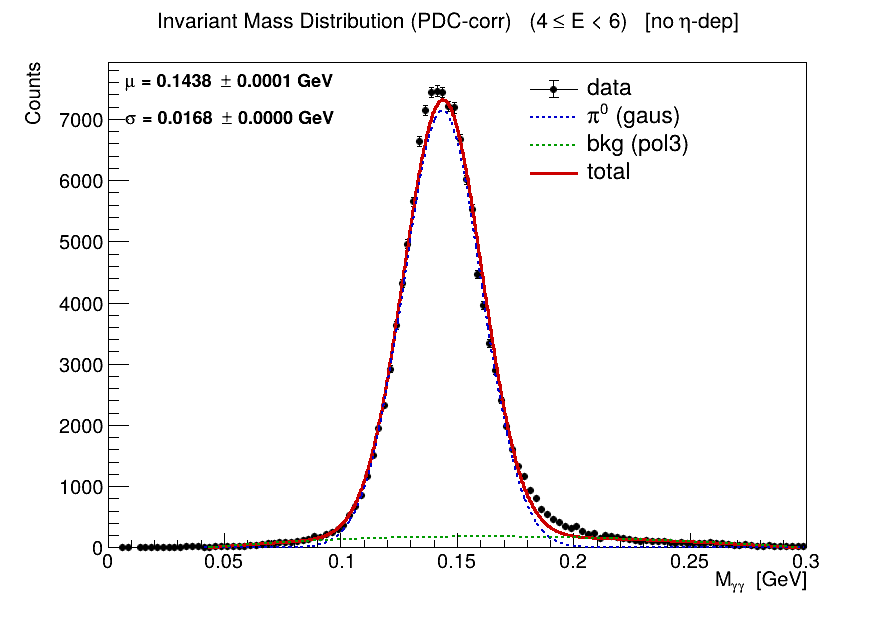 Invariant Mass Distribution (PDC-corr) (4 ≤ E < 6) [no η-dep]
Counts
μ = 0.1438 ± 0.0001 GeV
σ = 0.0168 ± 0.0000 GeV
data
π⁰ (gaus)
bkg (pol3)
total
7000
6000
5000
4000
3000
2000
1000
0
0 0.05 0.1 0.15 0.2 0.25 0.3
Mγγ [GeV]